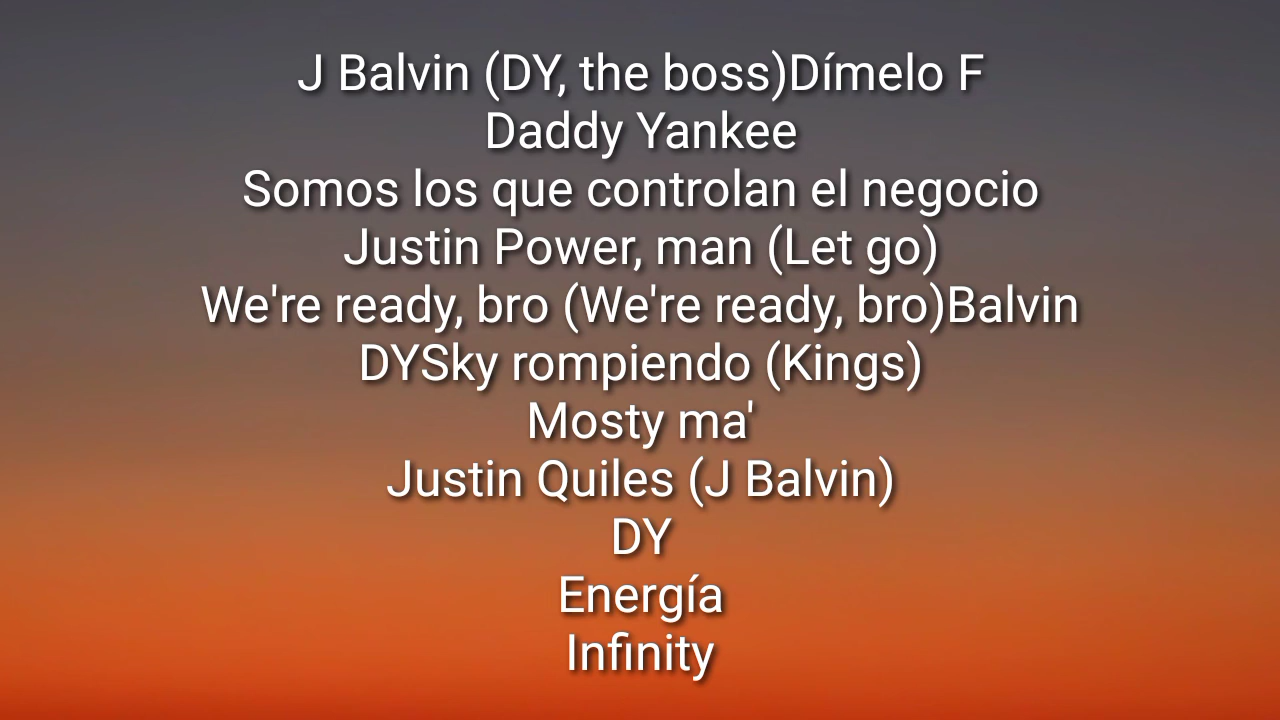 J Balvin (DY, the boss)Dímelo F
Daddy Yankee
Somos los que controlan el negocio
Justin Power, man (Let go)
We're ready, bro (We're ready, bro)Balvin
DYSky rompiendo (Kings)
Mosty ma'
Justin Quiles (J Balvin)
DY
Energía
Infinity